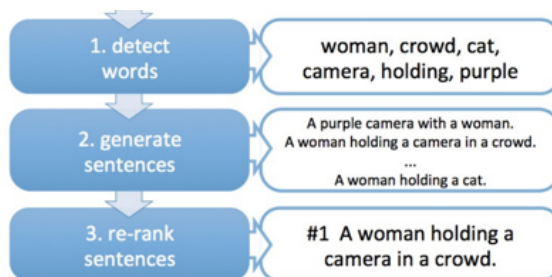 1. detect
words
woman, crowd, cat,
camera, holding, purple
2. generate
sentences
A purple camera with a woman.
A woman holding a camera in a crowd.
...
A woman holding a cat.
3. re-rank
sentences
#1 A woman holding a
camera in a crowd.